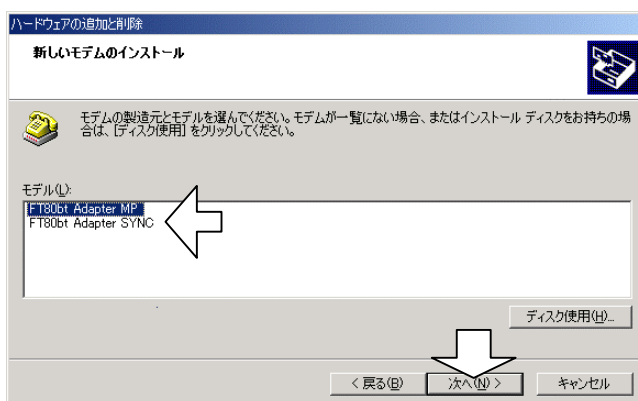 ハードウェアの追加と削除
新しいモデムのインストール
モデムの製造元とモデルを選んでください。モデムが一覧にない場合、またはインストール ディスクをお持ちの場
合は、[ディスク使用] をクリックしてください。
モデル(L):
FT80bt Adapter MP
FT80bt Adapter SYNC
ディスク使用(H)...
< 戻る(B)
次へ(N) >
キャンセル